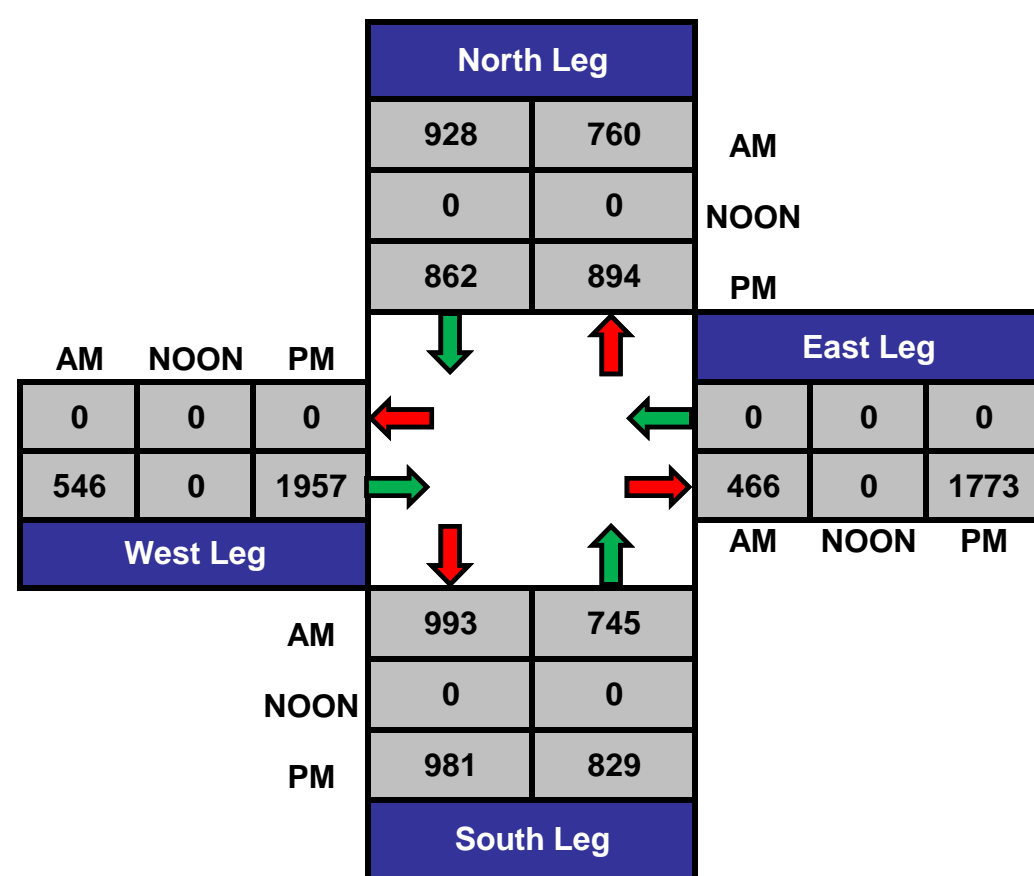 North Leg
928 760 AM
0 0 NOON
862 894 PM
AM NOON PM East Leg
0 0 0 0 0 0
546 0 1957 466 0 1773
West Leg AM NOON PM
AM 993 745
NOON 0 0
PM 981 829
South Leg